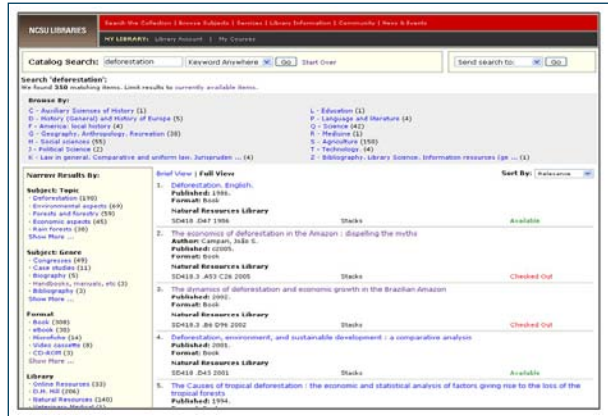 NCSU LIBRARIES
Search the Collection | Browse Subjects | Services | Library Information | Community | News & Events
MY LIBRARY: Library Account | My Courses
Catalog Search: deforestation Keyword Anywhere Go Start Over
Send search to: Go
Search 'deforestation':
We found 350 matching items. Limit results to currently available items.
Browse By:
C - Auxiliary Sciences of History (1)
D - History (General) and History of Europe (5)
F - America: local history (4)
G - Geography. Anthropology. Recreation (38)
H - Social sciences (55)
J - Political Science (2)
K - Law in general. Comparative and uniform law. Jurispruden ... (4)
L - Education (1)
P - Language and literature (4)
Q - Science (42)
R - Medicine (1)
S - Agriculture (150)
T - Technology. (4)
Z - Bibliography. Library Science. Information resources (ge ... (1)
Narrow Results By:
Subject: Topic
- Deforestation (190)
- Environmental aspects (69)
- Forests and forestry (59)
- Economic aspects (45)
- Rain forests (38)
Show More ...
Subject: Genre
- Congresses (49)
- Case studies (11)
- Biography (5)
- Handbooks, manuals, etc (3)
- Bibliography (3)
Show More ...
Format
- Book (308)
- eBook (30)
- Microfiche (14)
- Video cassette (9)
- CD-ROM (3)
Show More ...
Library
- Online Resources (33)
- D.H. Hill (206)
- Natural Resources (140)
Brief View | Full View
Sort By: Relevance
1. Deforestation. English.
Published: 1986.
Format: Book
Natural Resources Library
SD418 .D47 1986 Stacks Available
2. The economics of deforestation in the Amazon : dispelling the myths
Author: Campari, João S.
Published: c2005.
Format: Book
Natural Resources Library
SD418.3 .A53 C26 2005 Stacks Checked Out
3. The dynamics of deforestation and economic growth in the Brazilian Amazon
Published: 2002.
Format: Book
Natural Resources Library
SD418.3 .B6 D96 2002 Stacks Checked Out
4. Deforestation, environment, and sustainable development : a comparative analysis
Published: 2001.
Format: Book
Natural Resources Library
SD418 .D43 2001 Stacks Available
5. The Causes of tropical deforestation : the economic and statistical analysis of factors giving rise to the loss of the tropical forests
Published: 1994.